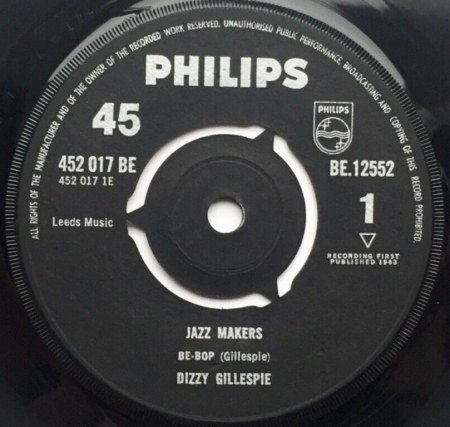 ALL RIGHTS OF THE MANUFACTURER AND OF THE OWNER OF THE RECORDED WORK RESERVED. UNAUTHORISED PUBLIC PERFORMANCE, BROADCASTING AND COPYING OF THIS RECORD PROHIBITED.
PHILIPS
45
PHILIPS
452 017 BE
BE.12552
452 017 1E
1
Leeds Music
RECORDING FIRST
PUBLISHED 1963
JAZZ MAKERS
BE-BOP (Gillespie)
DIZZY GILLESPIE